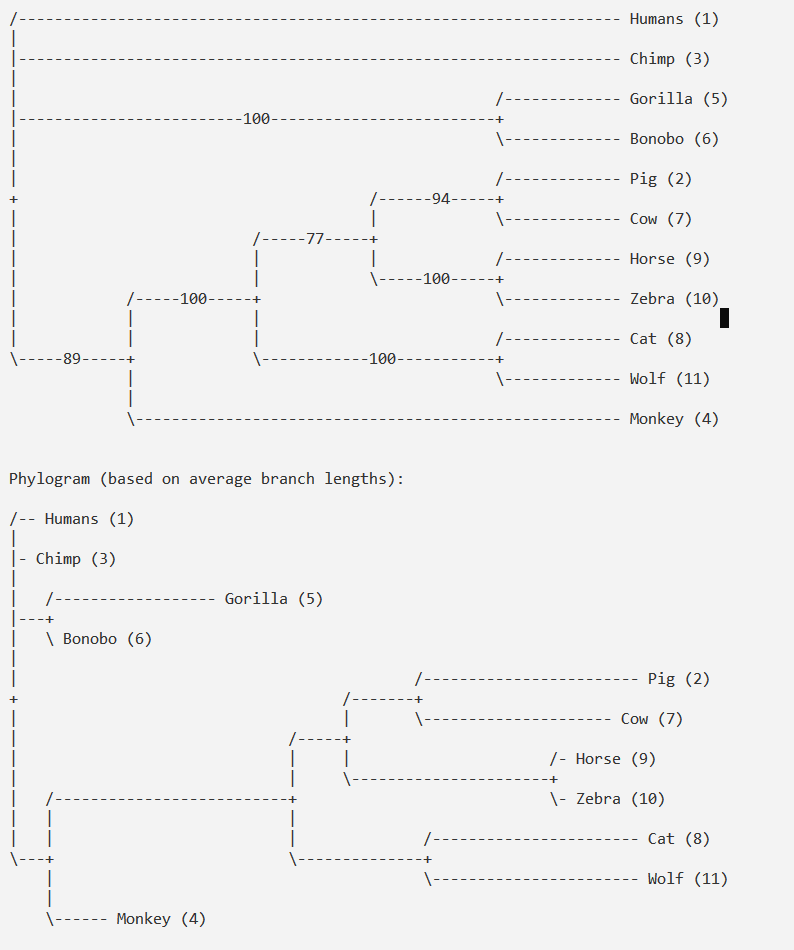 /------------------------------------------------------------------- Humans (1)
|
|------------------------------------------------------------------- Chimp (3)
|
|                                                     /------------- Gorilla (5)
|-------------------------100-------------------------+
|                                                     \------------- Bonobo (6)
|
|                                                     /------------- Pig (2)
+                                       /------94-----+
|                                       |             \------------- Cow (7)
|                          /-----77-----+
|                          |            |             /------------- Horse (9)
|                          |            \-----100-----+
|            /-----100-----+                          \------------- Zebra (10)
|            |             |
|            |             |                          /------------- Cat (8)
\-----89-----+             \------------100-----------+
             |                                        \------------- Wolf (11)
             |
             \------------------------------------------------------ Monkey (4)
Phylogram (based on average branch lengths):
/-- Humans (1)
|
|- Chimp (3)
|
|   /------------------ Gorilla (5)
|---+
|   \ Bonobo (6)
|
|                                            /------------------------ Pig (2)
+                                    /-------+
|                                    |       \--------------------- Cow (7)
|                              /-----+
|                              |     |                      /- Horse (9)
|                              |     \----------------------+
|   /--------------------------+                            \- Zebra (10)
|   |                          |
|   |                          |              /----------------------- Cat (8)
\---+                          \--------------+
    |                                         \----------------------- Wolf (11)
    |
    \------ Monkey (4)